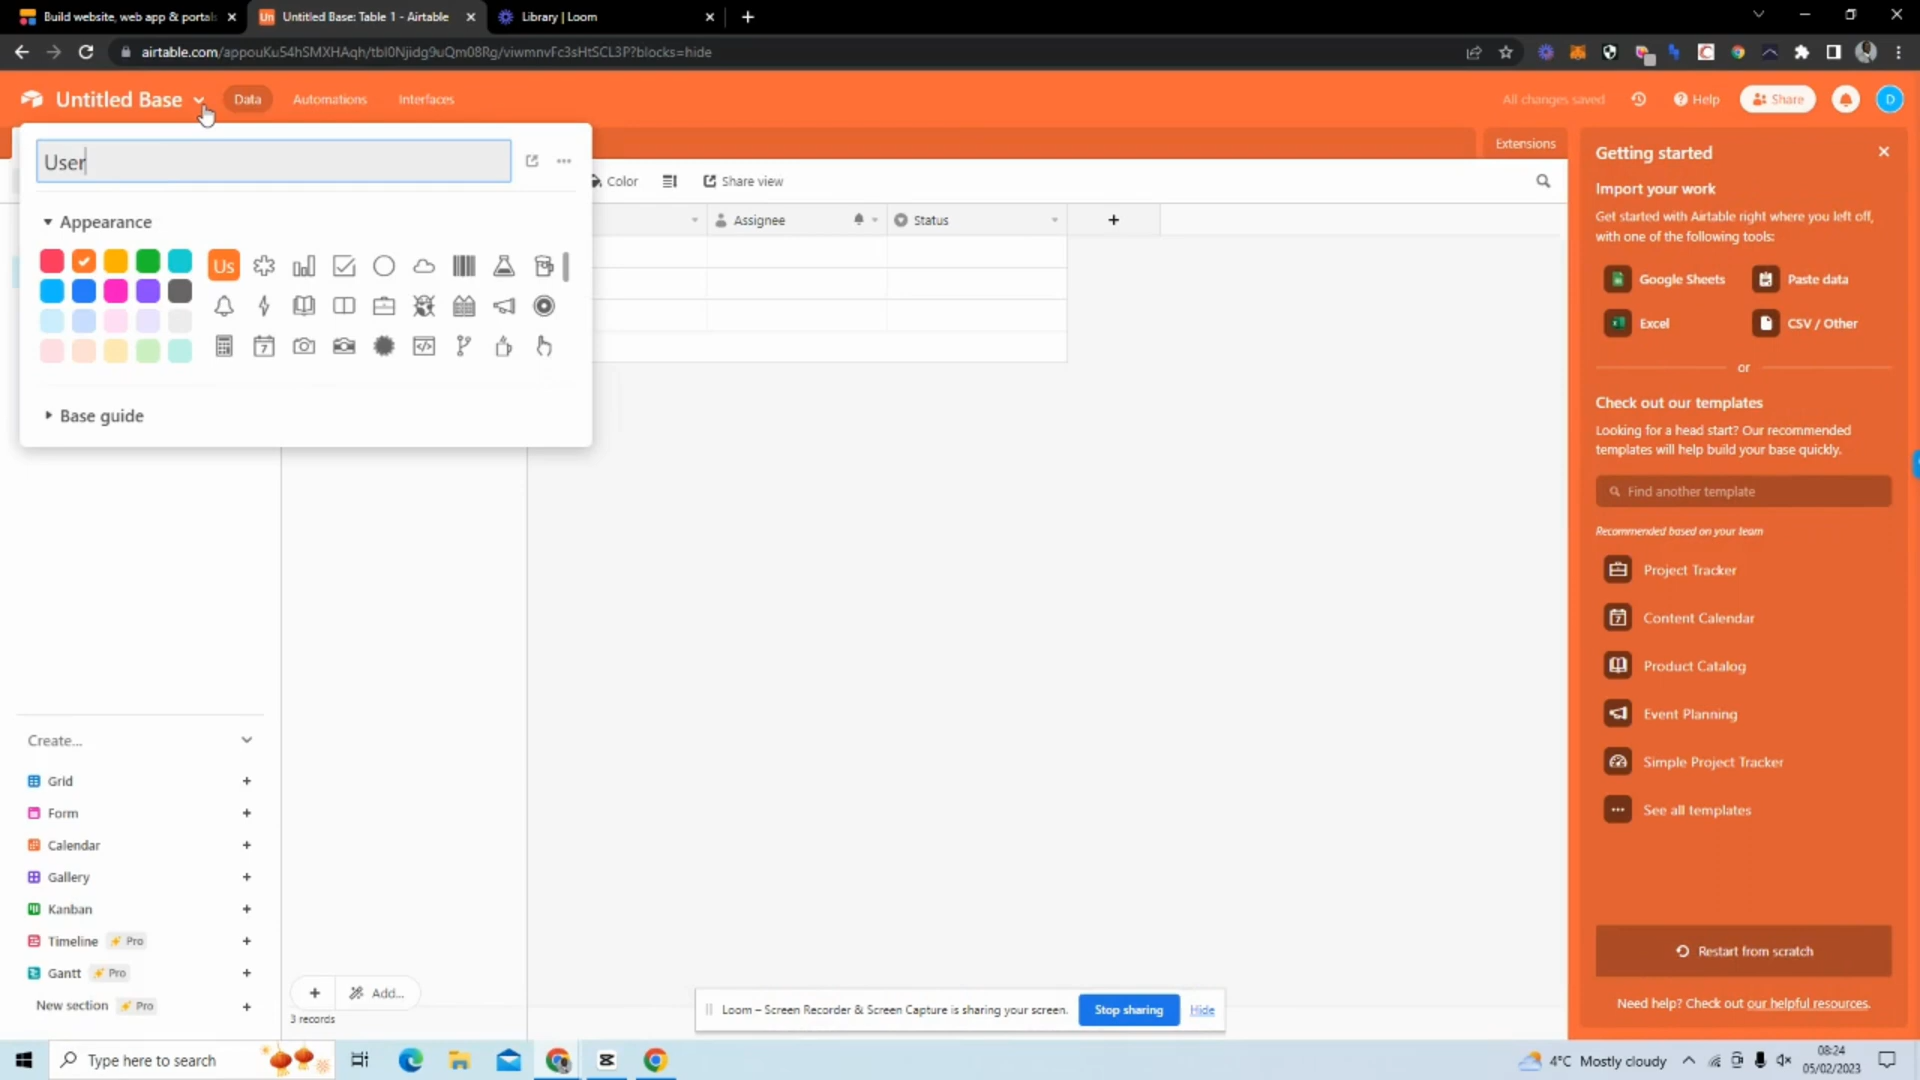 Build website, web app & portals
Untitled Base: Table 1 - Airtable
Library | Loom
airtable.com/appouKu54hSMXHAqh/tbl0Njidg9uQm08Rg/viwmnvFc3sHtSCL3P?blocks=hide
Untitled Base
Data
Automations
Interfaces
All changes saved
Help
Share
D
User
Appearance
Us
Base guide
Color
Share view
Assignee
Status
Extensions
Getting started
Import your work
Get started with Airtable right where you left off,
with one of the following tools:
Google Sheets
Paste data
Excel
CSV / Other
or
Check out our templates
Looking for a head start? Our recommended
templates will help build your base quickly.
Find another template
Recommended based on your team
Project Tracker
Content Calendar
Product Catalog
Event Planning
Simple Project Tracker
See all templates
Restart from scratch
Need help? Check out our helpful resources.
Create...
Grid
Form
Calendar
Gallery
Kanban
Timeline Pro
Gantt Pro
New section Pro
Add...
3 records
Loom – Screen Recorder & Screen Capture is sharing your screen.
Stop sharing
Hide
Type here to search
4°C Mostly cloudy
08:24
05/02/2023